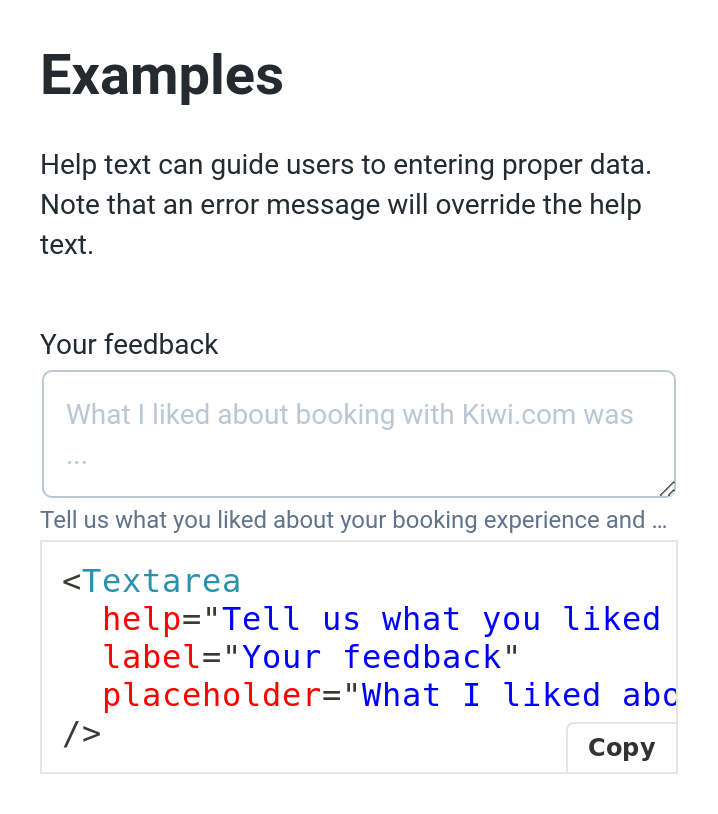 Examples
Help text can guide users to entering proper data.
Note that an error message will override the help
text.
Your feedback
What I liked about booking with Kiwi.com was
...
Tell us what you liked about your booking experience and …
<Textarea
  help="Tell us what you liked
  label="Your feedback"
  placeholder="What I liked abo
/>
Copy